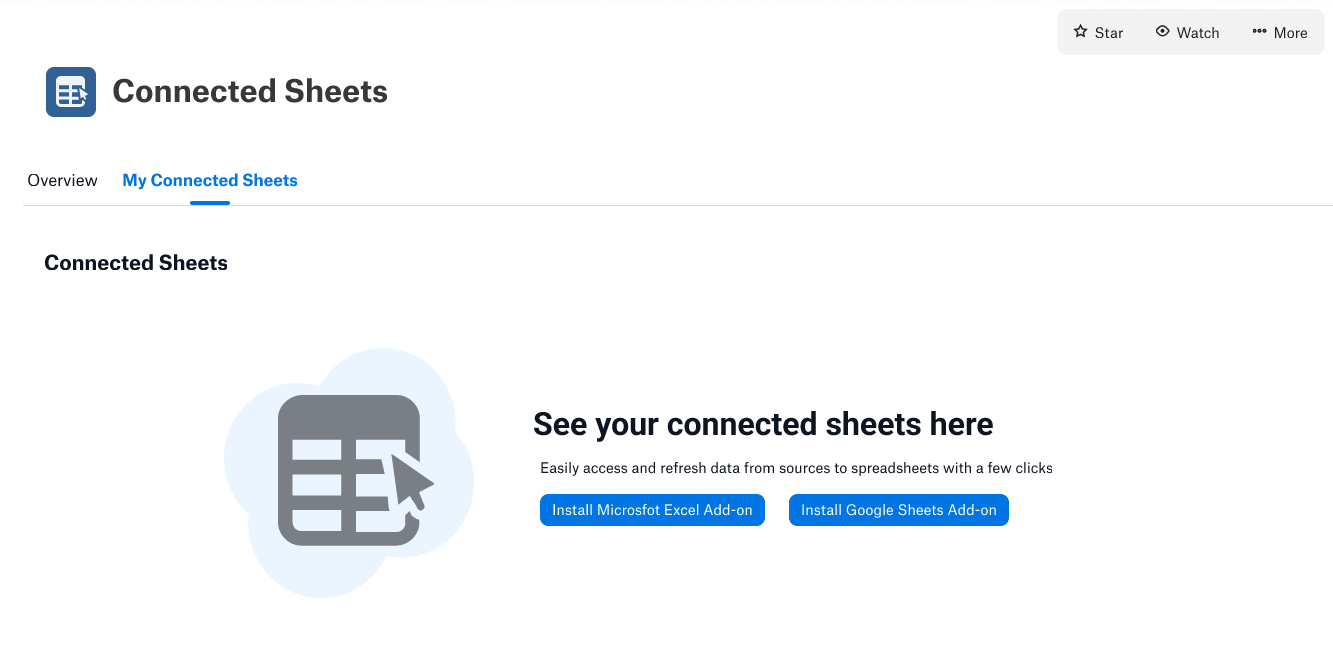 Star Watch More
Connected Sheets
Overview My Connected Sheets
Connected Sheets
See your connected sheets here
Easily access and refresh data from sources to spreadsheets with a few clicks
Install Microsfot Excel Add-on Install Google Sheets Add-on